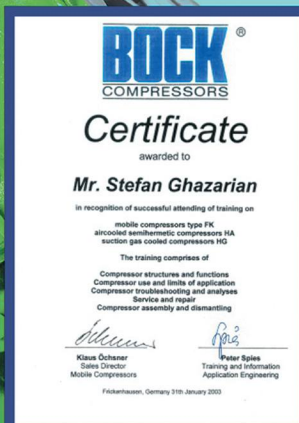 BOCK®
COMPRESSORS
Certificate
awarded to
Mr. Stefan Ghazarian
in recognition of successful attending of training on
mobile compressors type FK
aircooled semihermetic compressors HA
suction gas cooled compressors HG
The training comprises of
Compressor structures and functions
Compressor use and limits of application
Compressor troubleshooting and analyses
Service and repair
Compressor assembly and dismantling
Klaus Öchsner
Sales Director
Mobile Compressors
Peter Spies
Training and Information
Application Engineering
Frickenhausen, Germany 31th January 2003